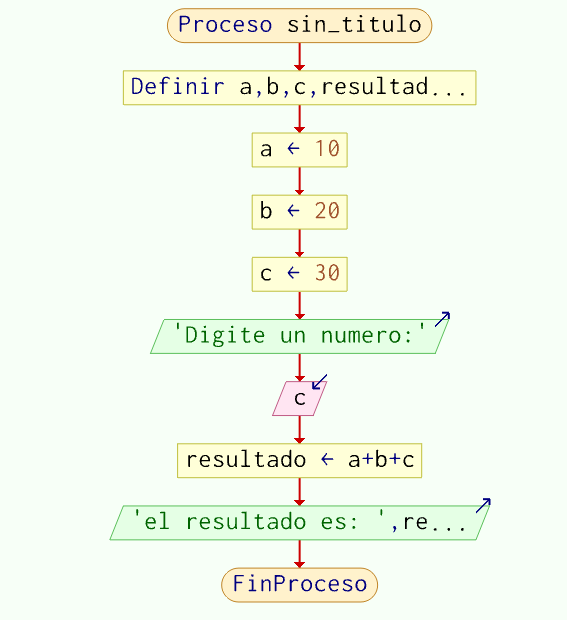 Proceso sin_titulo
Definir a,b,c,resultad...
a ← 10
b ← 20
c ← 30
'Digite un numero:'
c
resultado ← a+b+c
'el resultado es: ',re...
FinProceso